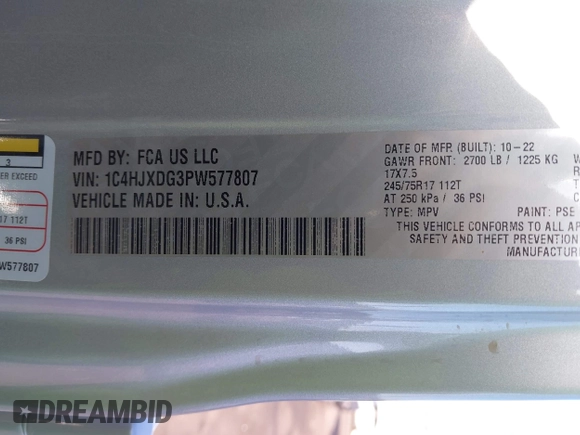 3
ER EXCEED
17 112T
36 PSI
W577807
MFD BY: FCA US LLC
VIN: 1C4HJXDG3PW577807
VEHICLE MADE IN: U.S.A.
DATE OF MFR (BUILT): 10-22
GAWR FRONT: 2700 LB / 1225 KG
17X7.5
245/75R17 112T
AT 250 kPa / 36 PSI
TYPE: MPV PAINT: PSE
THIS VEHICLE CONFORMS TO ALL AP
SAFETY AND THEFT PREVENTION
MANUFACTUR
DREAMBID